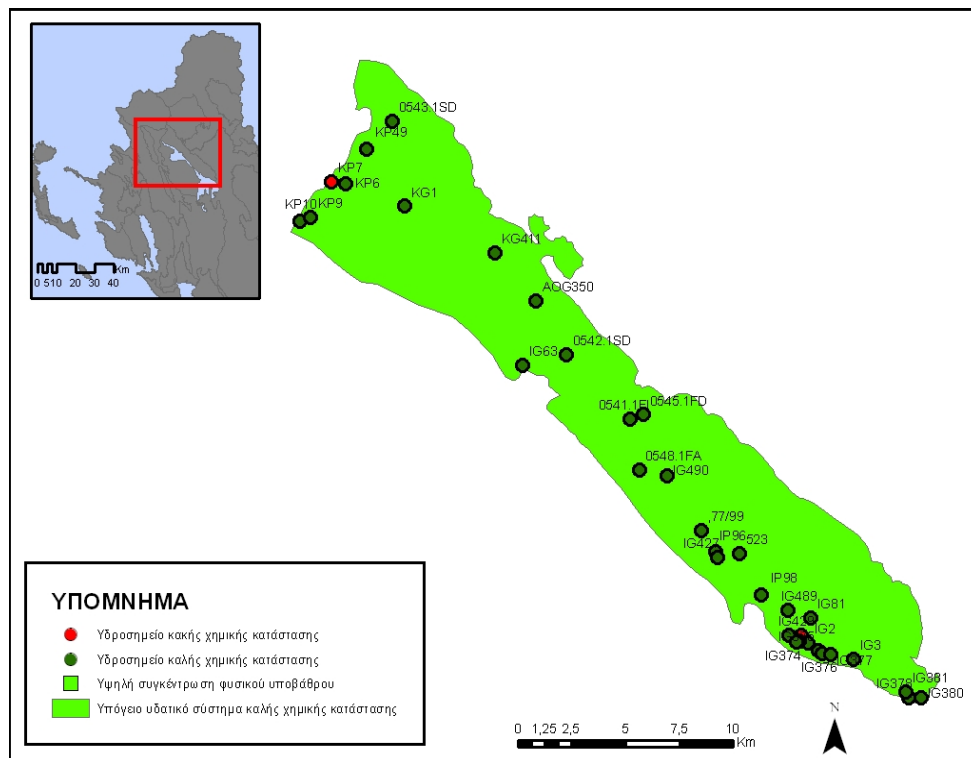 0543.1SD
KP49
KP7
KP6
KP10
KP9
KG1
KG411
Km
0 510 20 30 40
AOG350
0542.1SD
IG63
0541.1FI
0545.1FD
0548.1FA
IG490
,77/99
IP96
523
IG427
IP98
IG489
IG81
IG2
IG3
IG374
IG376
IG381
IG378
IG380
ΥΠΟΜΝΗΜΑ
Υδροσημείο κακής χημικής κατάστασης
Υδροσημείο καλής χημικής κατάστασης
Υψηλή συγκέντρωση φυσικού υποβάθρου
Υπόγειο υδατικό σύστημα καλής χημικής κατάστασης
N
0 1,25 2,5 5 7,5 10
Km